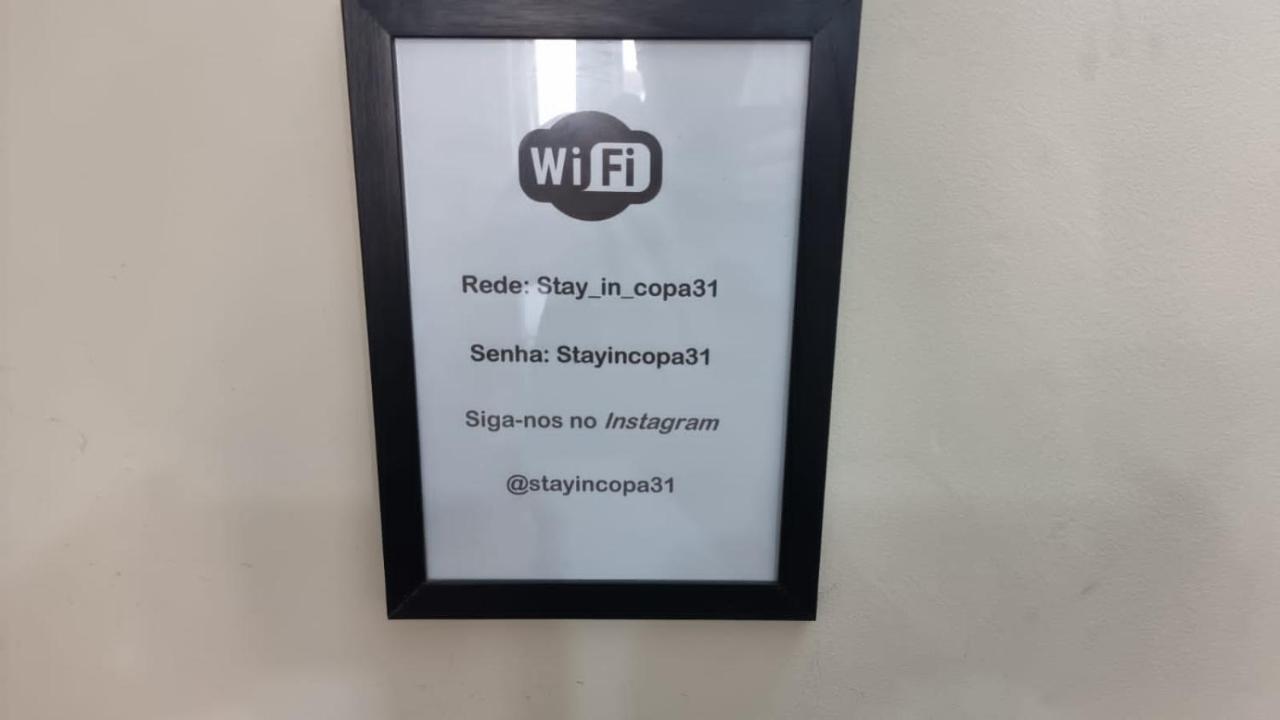 WiFi
Rede: Stay_in_copa31
Senha: Stayincopa31
Siga-nos no Instagram
@stayincopa31